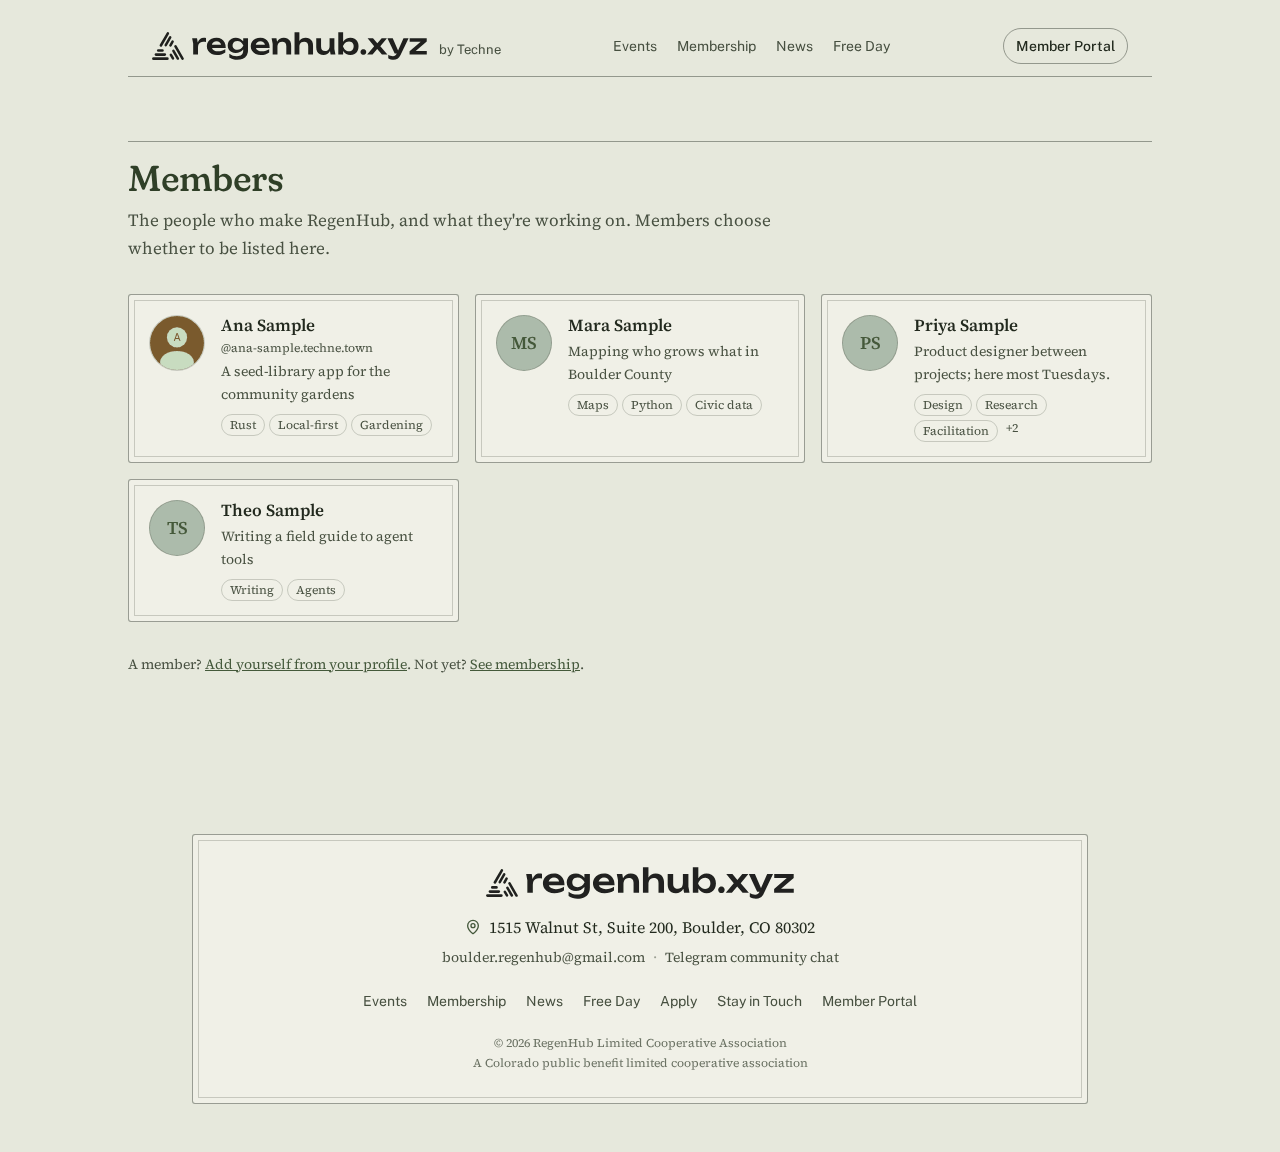 regenhub.xyz by Techne
Events Membership News Free Day
Member Portal
Members
The people who make RegenHub, and what they're working on. Members choose
whether to be listed here.
A
Ana Sample
@ana-sample.techne.town
A seed-library app for the
community gardens
Rust Local-first Gardening
MS
Mara Sample
Mapping who grows what in
Boulder County
Maps Python Civic data
PS
Priya Sample
Product designer between
projects; here most Tuesdays.
Design Research
Facilitation +2
TS
Theo Sample
Writing a field guide to agent
tools
Writing Agents
A member? Add yourself from your profile. Not yet? See membership.
regenhub.xyz
1515 Walnut St, Suite 200, Boulder, CO 80302
boulder.regenhub@gmail.com · Telegram community chat
Events Membership News Free Day Apply Stay in Touch Member Portal
© 2026 RegenHub Limited Cooperative Association
A Colorado public benefit limited cooperative association